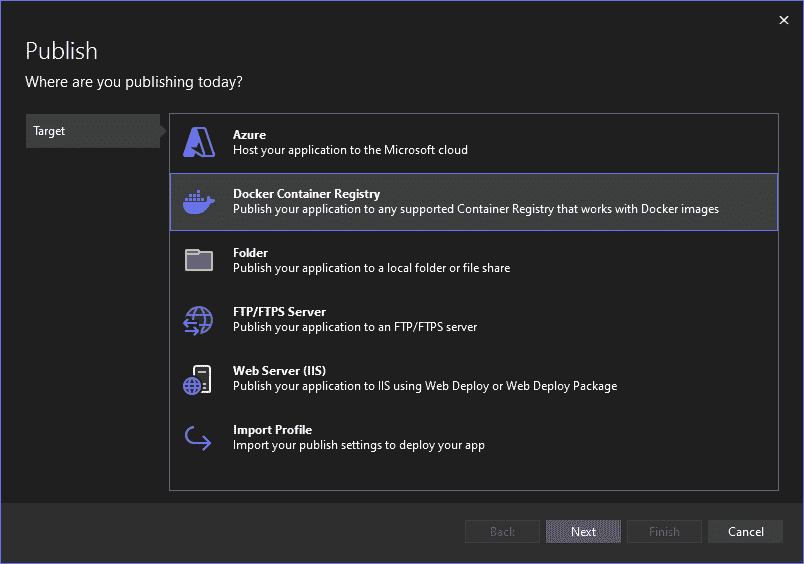 Publish
Where are you publishing today?
Target
Azure
Host your application to the Microsoft cloud
Docker Container Registry
Publish your application to any supported Container Registry that works with Docker images
Folder
Publish your application to a local folder or file share
FTP/FTPS Server
Publish your application to an FTP/FTPS server
Web Server (IIS)
Publish your application to IIS using Web Deploy or Web Deploy Package
Import Profile
Import your publish settings to deploy your app
Back
Next
Finish
Cancel